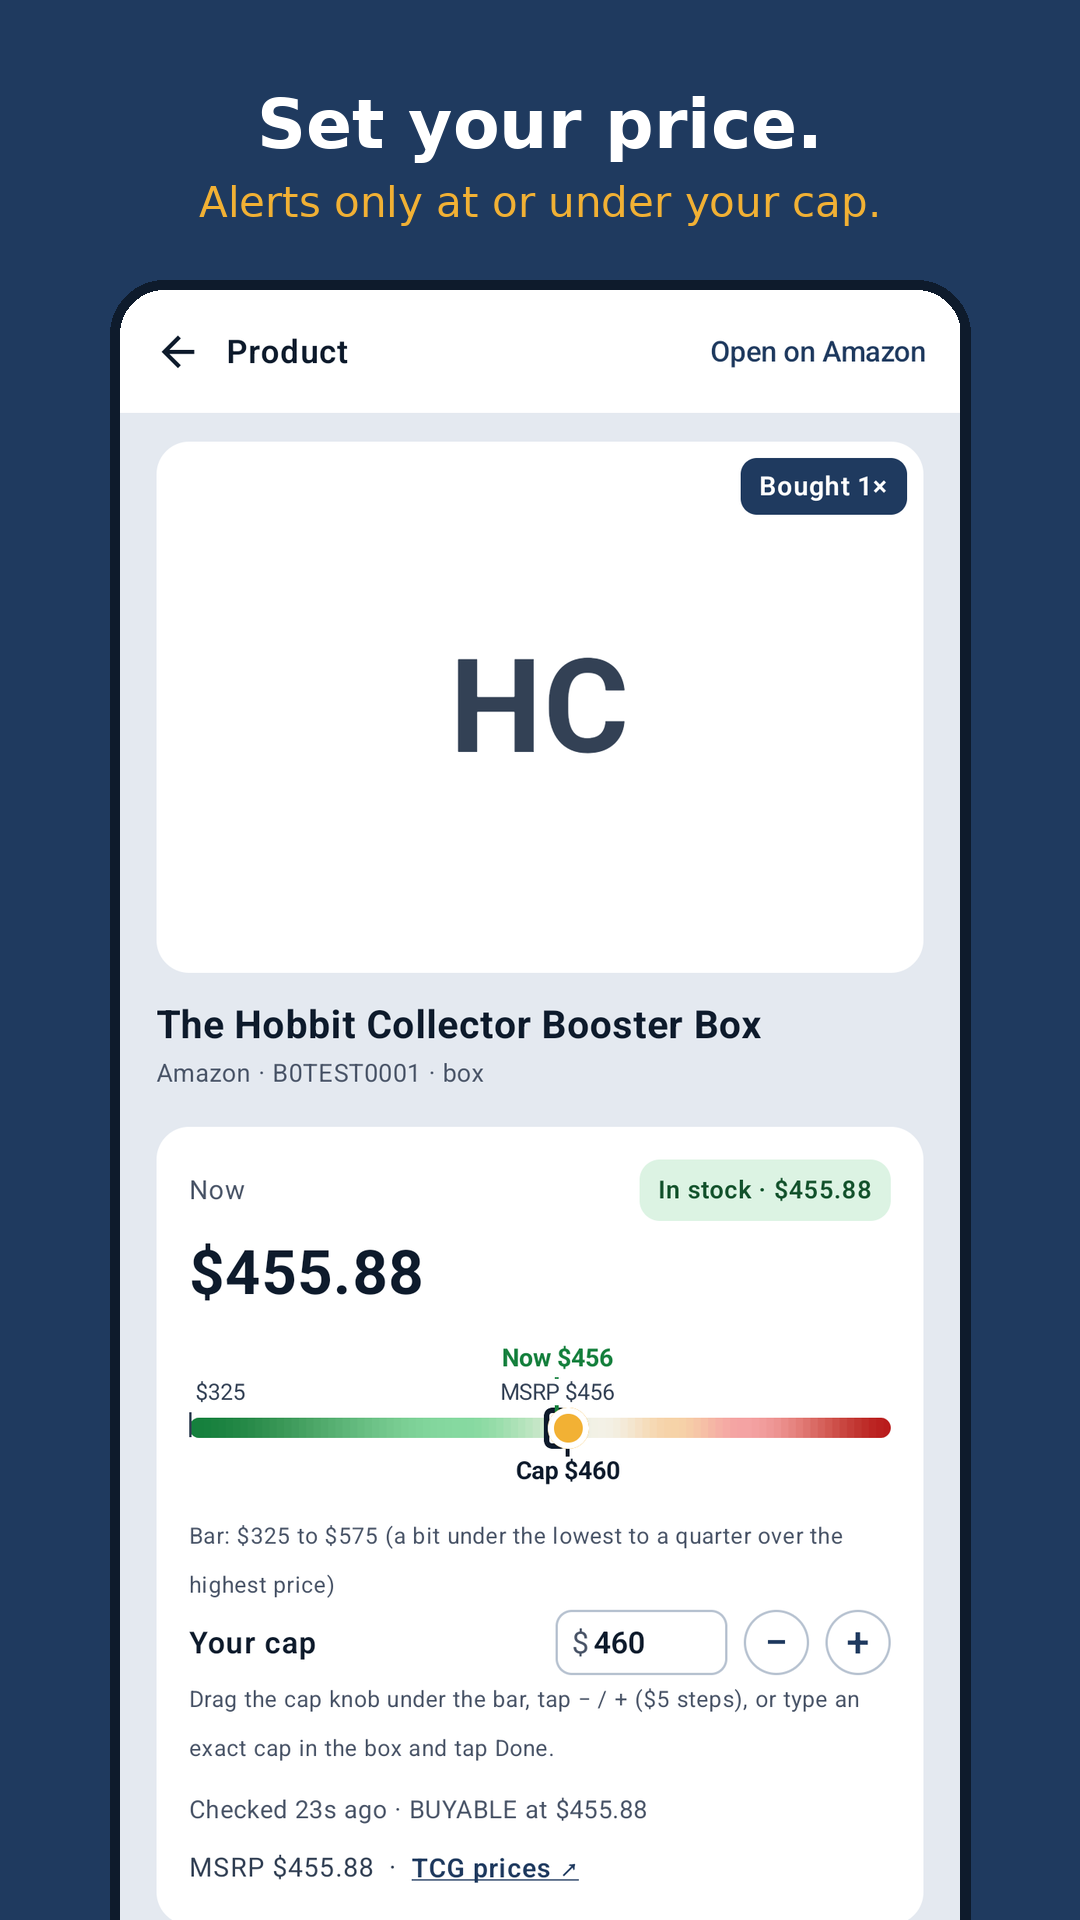 Set your price.
Alerts only at or under your cap.
Product
Open on Amazon
Bought 1×
HC
The Hobbit Collector Booster Box
Amazon · B0TEST0001 · box
Now
In stock · $455.88
$455.88
Now $456
$325
MSRP $456
Cap $460
Bar: $325 to $575 (a bit under the lowest to a quarter over the
highest price)
Your cap
$ 460
− +
Drag the cap knob under the bar, tap − / + ($5 steps), or type an
exact cap in the box and tap Done.
Checked 23s ago · BUYABLE at $455.88
MSRP $455.88 · TCG prices ↗